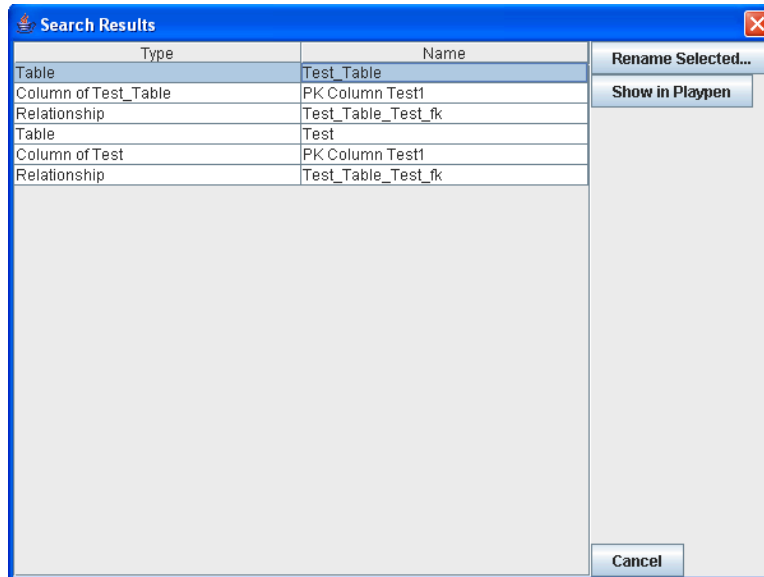 Search Results
Type Name
Rename Selected...
Table Test_Table
Column of Test_Table PK Column Test1
Show in Playpen
Relationship Test_Table_Test_fk
Table Test
Column of Test PK Column Test1
Relationship Test_Table_Test_fk
Cancel